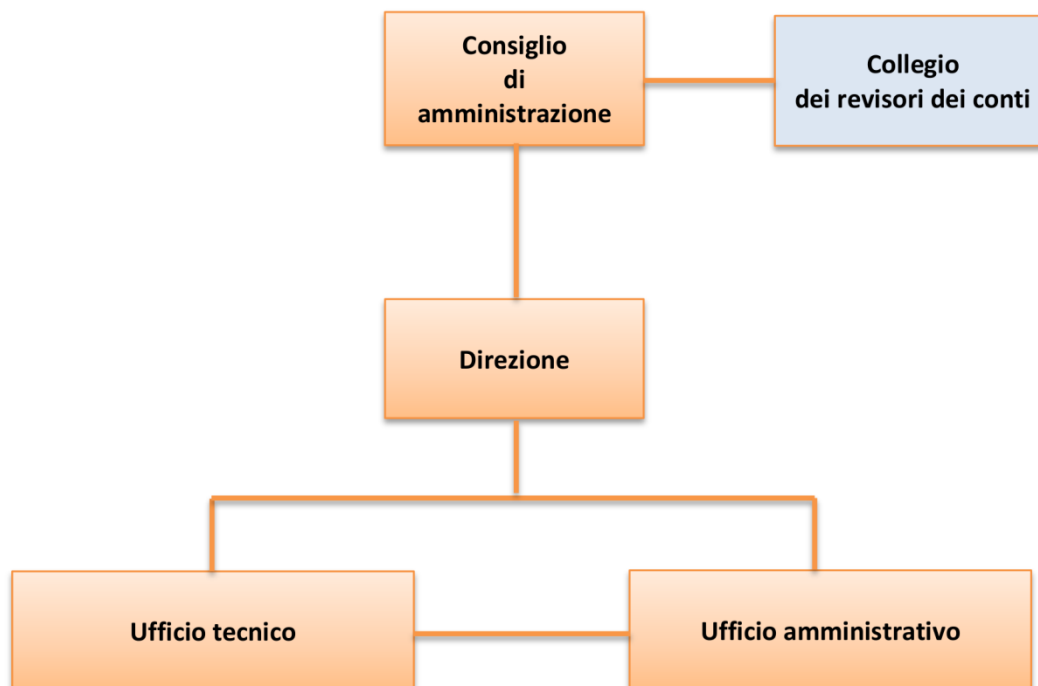 Consiglio
di
amministrazione
Collegio
dei revisori dei conti
Direzione
Ufficio tecnico
Ufficio amministrativo